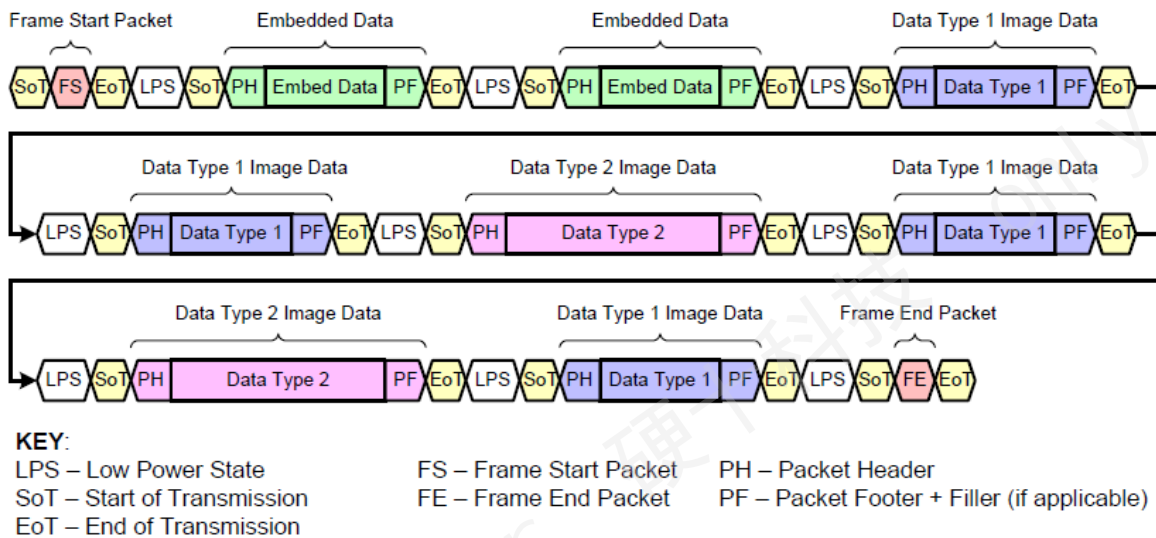 Frame Start Packet Embedded Data Embedded Data Data Type 1 Image Data
SoT FS EoT LPS SoT PH Embed Data PF EoT LPS SoT PH Embed Data PF EoT LPS SoT PH Data Type 1 PF EoT
Data Type 1 Image Data Data Type 2 Image Data Data Type 1 Image Data
LPS SoT PH Data Type 1 PF EoT LPS SoT PH Data Type 2 PF EoT LPS SoT PH Data Type 1 PF EoT
Data Type 2 Image Data Data Type 1 Image Data Frame End Packet
LPS SoT PH Data Type 2 PF EoT LPS SoT PH Data Type 1 PF EoT LPS SoT FE EoT
KEY:
LPS – Low Power State FS – Frame Start Packet PH – Packet Header
SoT – Start of Transmission FE – Frame End Packet PF – Packet Footer + Filler (if applicable)
EoT – End of Transmission
硬十科技 only